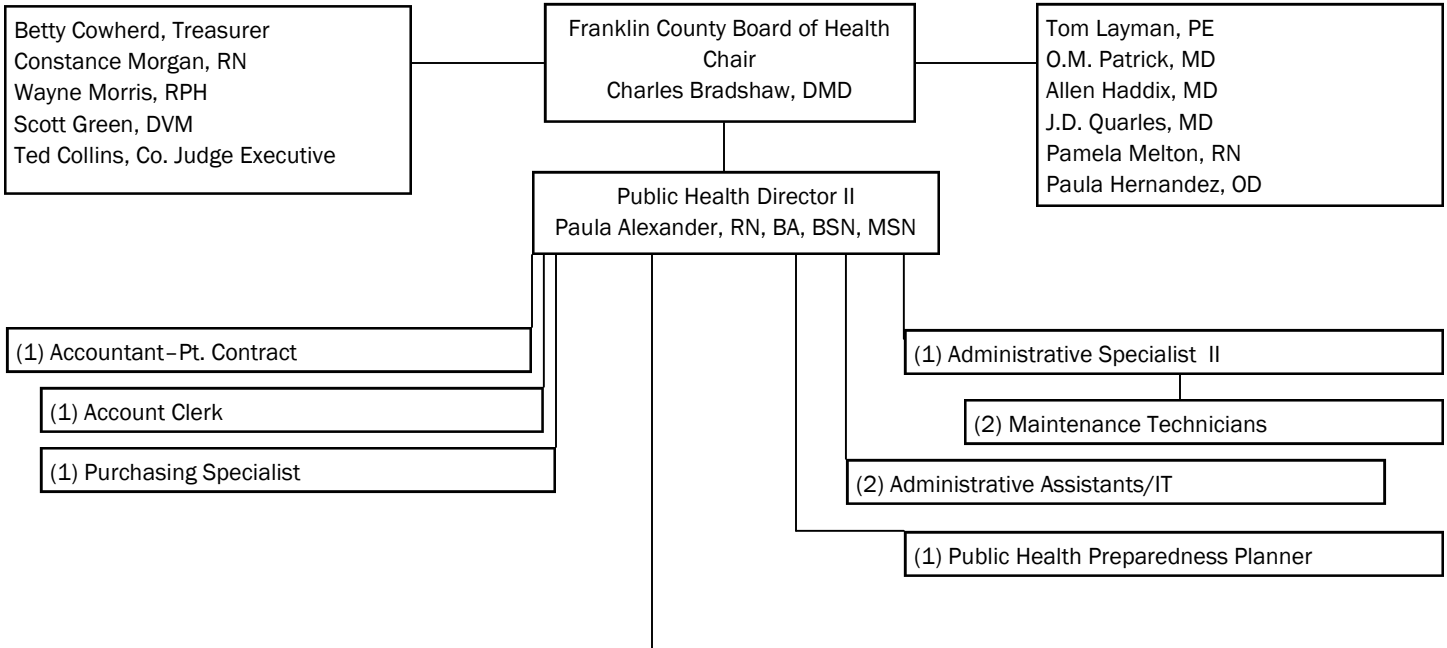 Betty Cowherd, Treasurer
Constance Morgan, RN
Wayne Morris, RPH
Scott Green, DVM
Ted Collins, Co. Judge Executive
Franklin County Board of Health
Chair
Charles Bradshaw, DMD
Tom Layman, PE
O.M. Patrick, MD
Allen Haddix, MD
J.D. Quarles, MD
Pamela Melton, RN
Paula Hernandez, OD
Public Health Director II
Paula Alexander, RN, BA, BSN, MSN
(1) Accountant–Pt. Contract
(1) Account Clerk
(1) Purchasing Specialist
(1) Administrative Specialist II
(2) Maintenance Technicians
(2) Administrative Assistants/IT
(1) Public Health Preparedness Planner